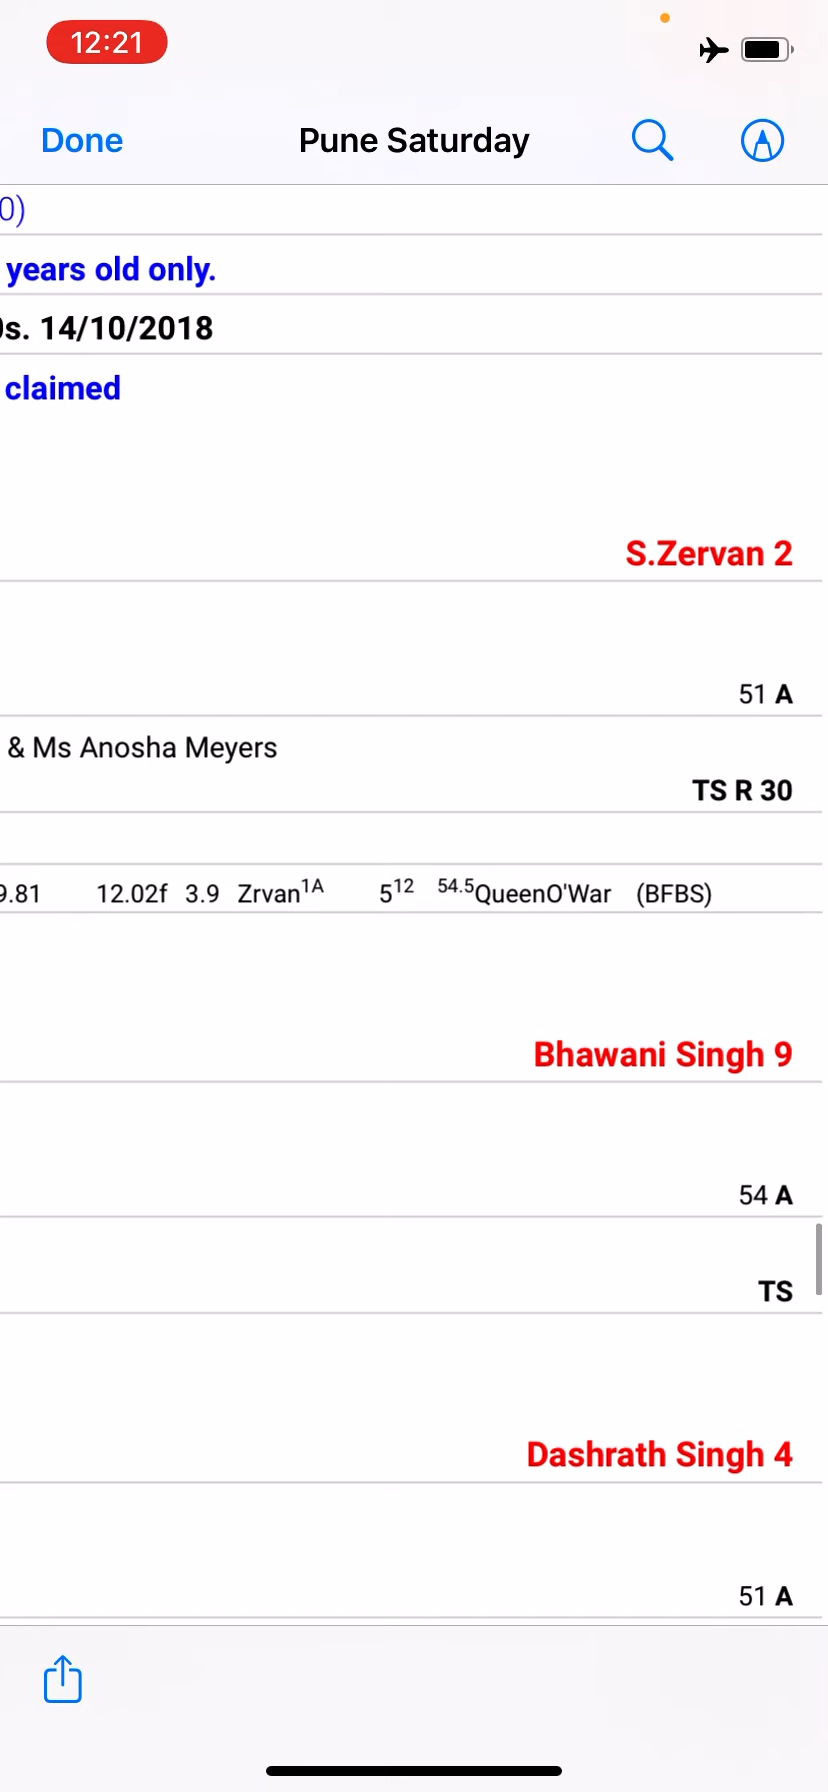 12:21
Done Pune Saturday
0)
years old only.
s. 14/10/2018
claimed
S.Zervan 2
51 A
& Ms Anosha Meyers
TS R 30
9.81 12.02f 3.9 Zrvan1A 512 54.5QueenO'War (BFBS)
Bhawani Singh 9
54 A
TS
Dashrath Singh 4
51 A